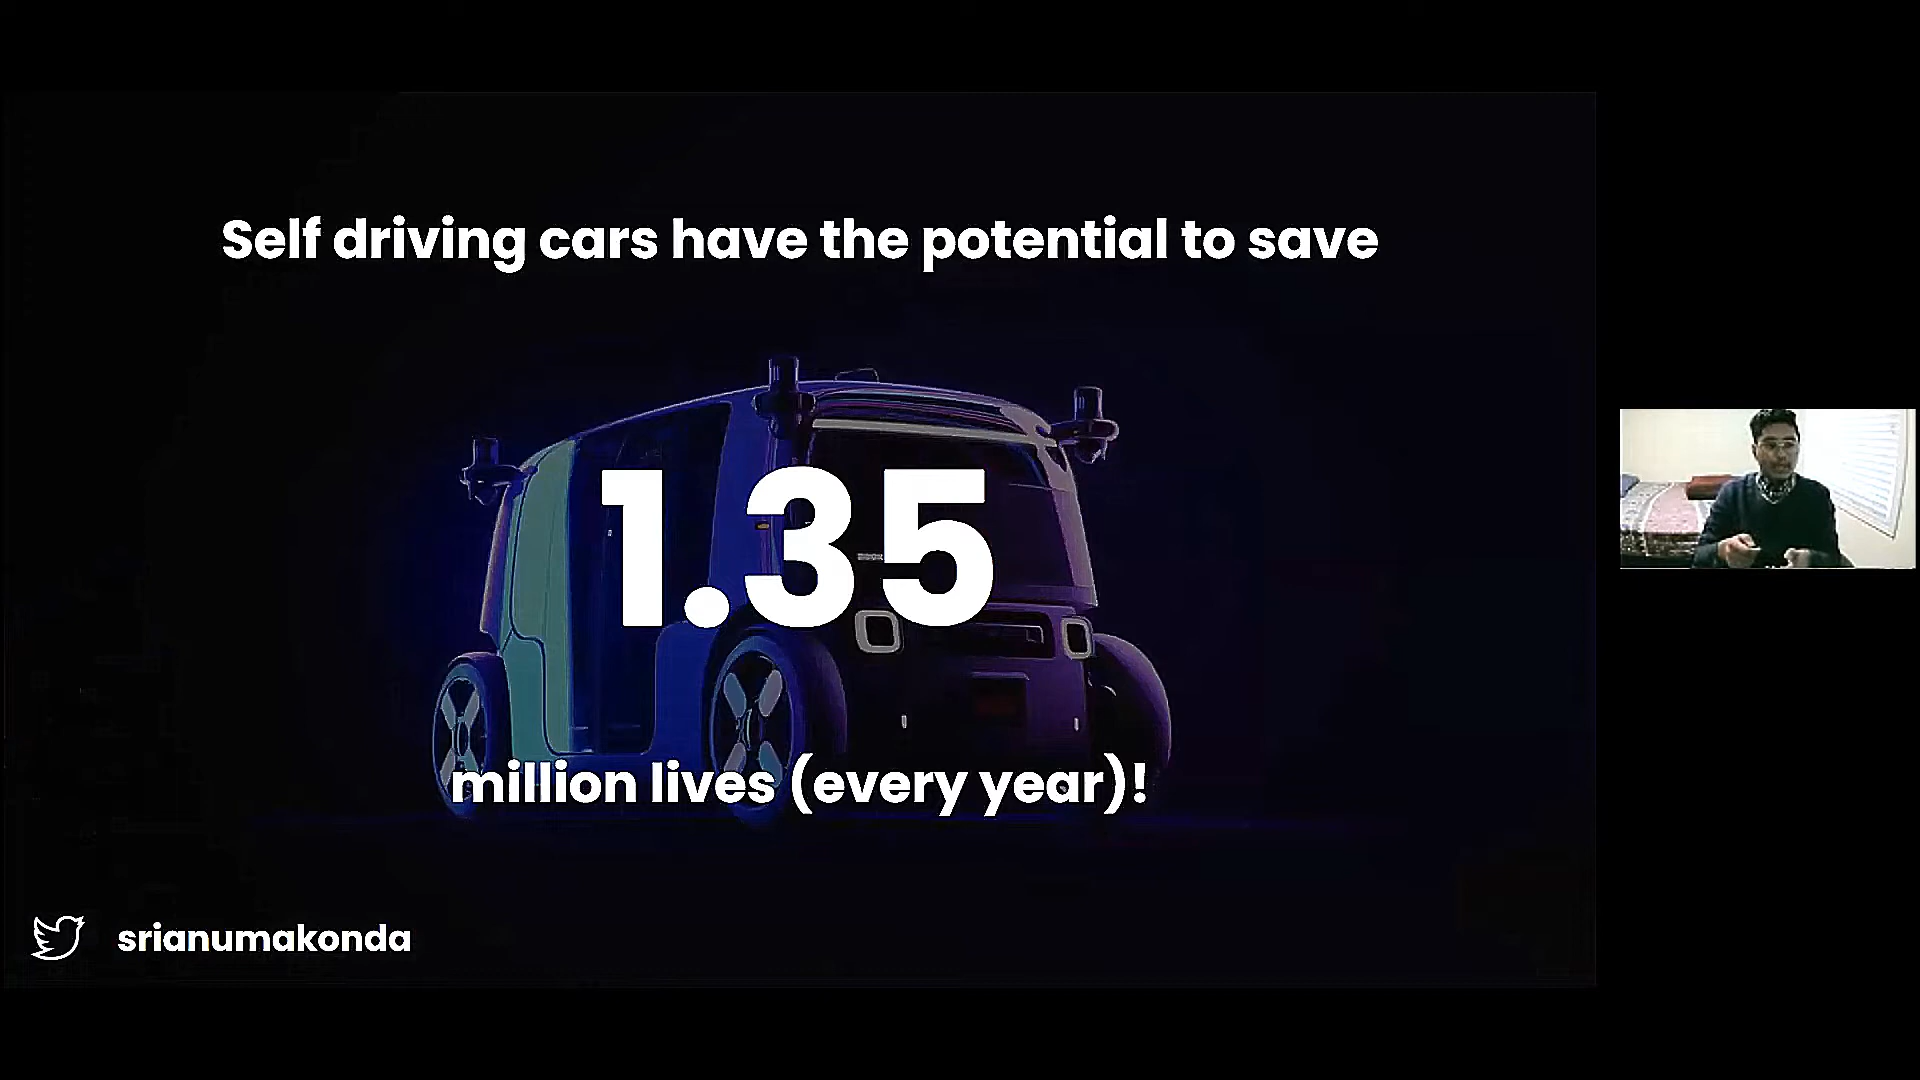 Self driving cars have the potential to save
1.35
million lives (every year)!
srianumakonda